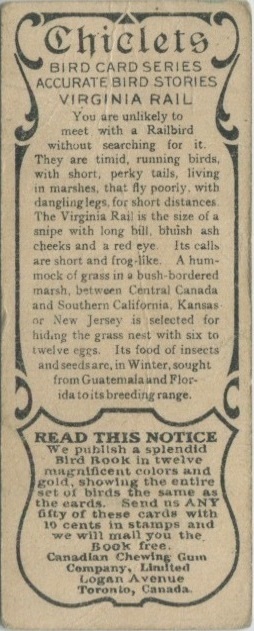 Chiclets
BIRD CARD SERIES
ACCURATE BIRD STORIES
VIRGINIA RAIL
You are unlikely to
meet with a Railbird
without searching for it.
They are timid, running birds,
with short, perky tails, living
in marshes, that fly poorly, with
dangling legs, for short distances.
The Virginia Rail is the size of a
snipe with long bill, bluish ash
cheeks and a red eye. Its calls
are short and frog-like. A hum-
mock of grass in a bush-bordered
marsh, between Central Canada
and Southern California, Kansas
or New Jersey is selected for
hiding the grass nest with six to
twelve eggs. Its food of insects
and seeds are, in Winter, sought
from Guatemala and Flor-
ida to its breeding range.
READ THIS NOTICE
We publish a splendid
Bird Book in twelve
magnificent colors and
gold, showing the entire
set of birds the same as
the cards. Send us ANY
fifty of these cards with
10 cents in stamps and
we will mail you the
Book free.
Canadian Chewing Gum
Company, Limited
Logan Avenue
Toronto, Canada.